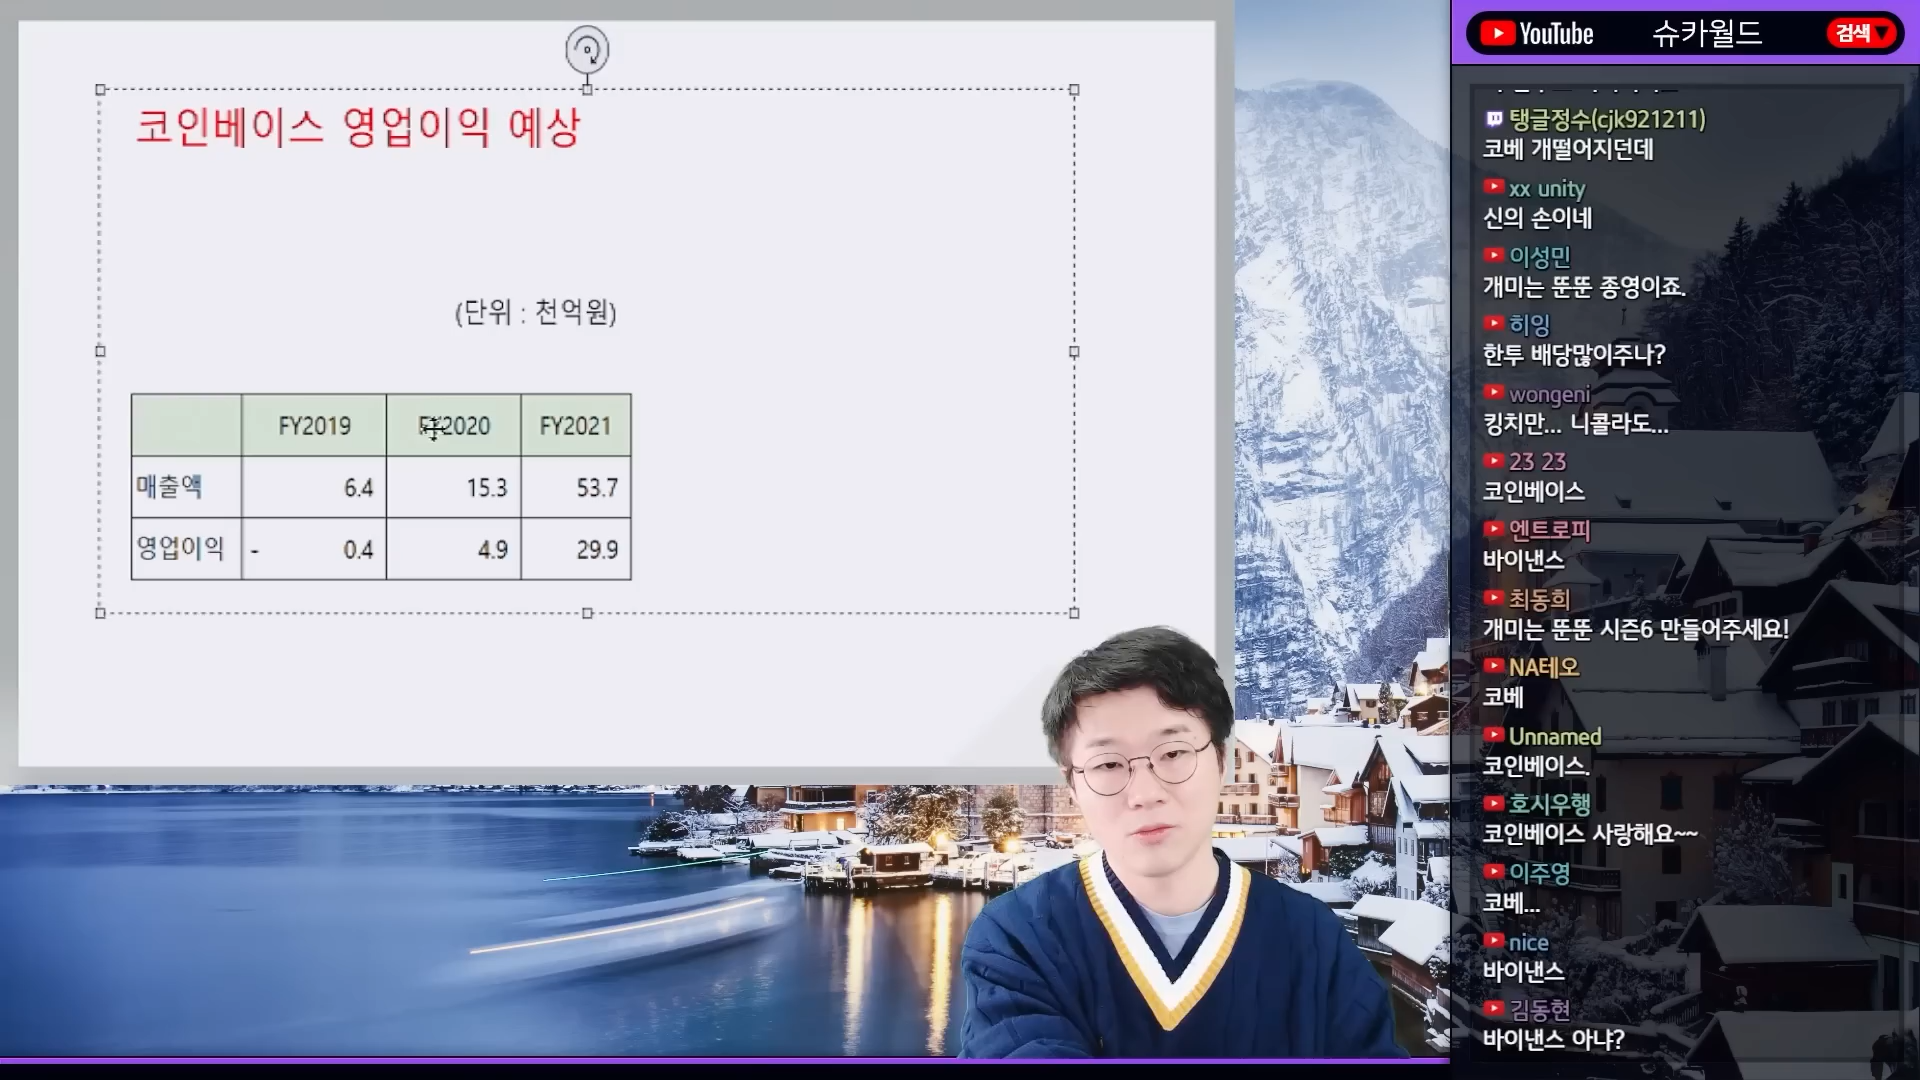 코인베이스 영업이익 예상
(단위 : 천억원)
FY2019 FY2020 FY2021
매출액 6.4 15.3 53.7
영업이익 - 0.4 4.9 29.9
YouTube 슈카월드 검색▼
탱글정수(cjk921211)
코베 개떨어지던데
xx unity
신의 손이네
이성민
개미는 뚠뚠 종영이죠.
히잉
한투 배당많이주나?
wongeni
킹치만... 니콜라도...
23 23
코인베이스
엔트로피
바이낸스
최동희
개미는 뚠뚠 시즌6 만들어주세요!
NA테오
코베
Unnamed
코인베이스.
호시우행
코인베이스 사랑해요~~
이주영
코베...
nice
바이낸스
김동현
바이낸스 아냐?